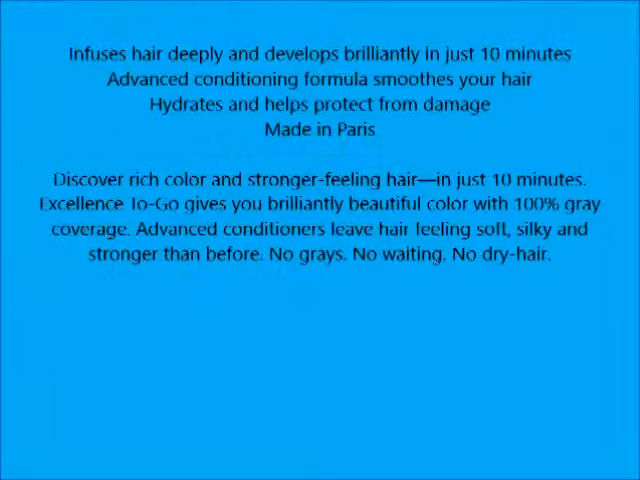 Infuses hair deeply and develops brilliantly in just 10 minutes
Advanced conditioning formula smoothes your hair
Hydrates and helps protect from damage
Made in Paris
Discover rich color and stronger-feeling hair—in just 10 minutes.
Excellence To-Go gives you brilliantly beautiful color with 100% gray
coverage. Advanced conditioners leave hair feeling soft, silky and
stronger than before. No grays. No waiting. No dry-hair.